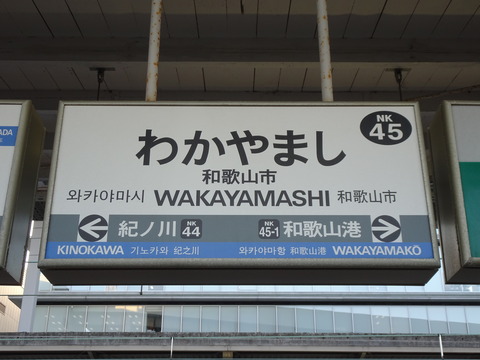 NK
45
わかやまし
和歌山市
와카야마시 WAKAYAMASHI 和歌山市
紀ノ川 NK 44 NK 45-1 和歌山港
KINOKAWA 기노카와 纪之川 와카야마항 和歌山港 WAKAYAMAKŌ
ADA